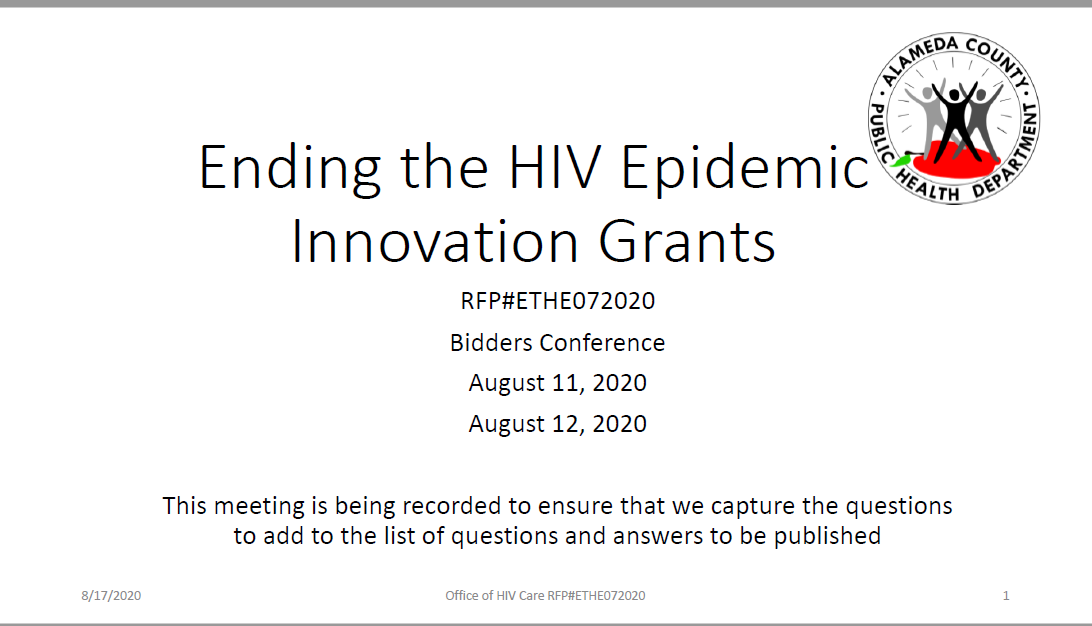 ALAMEDA COUNTY
PUBLIC HEALTH DEPARTMENT
Ending the HIV Epidemic
Innovation Grants
RFP#ETHE072020
Bidders Conference
August 11, 2020
August 12, 2020
This meeting is being recorded to ensure that we capture the questions
to add to the list of questions and answers to be published
8/17/2020
Office of HIV Care RFP#ETHE072020
1